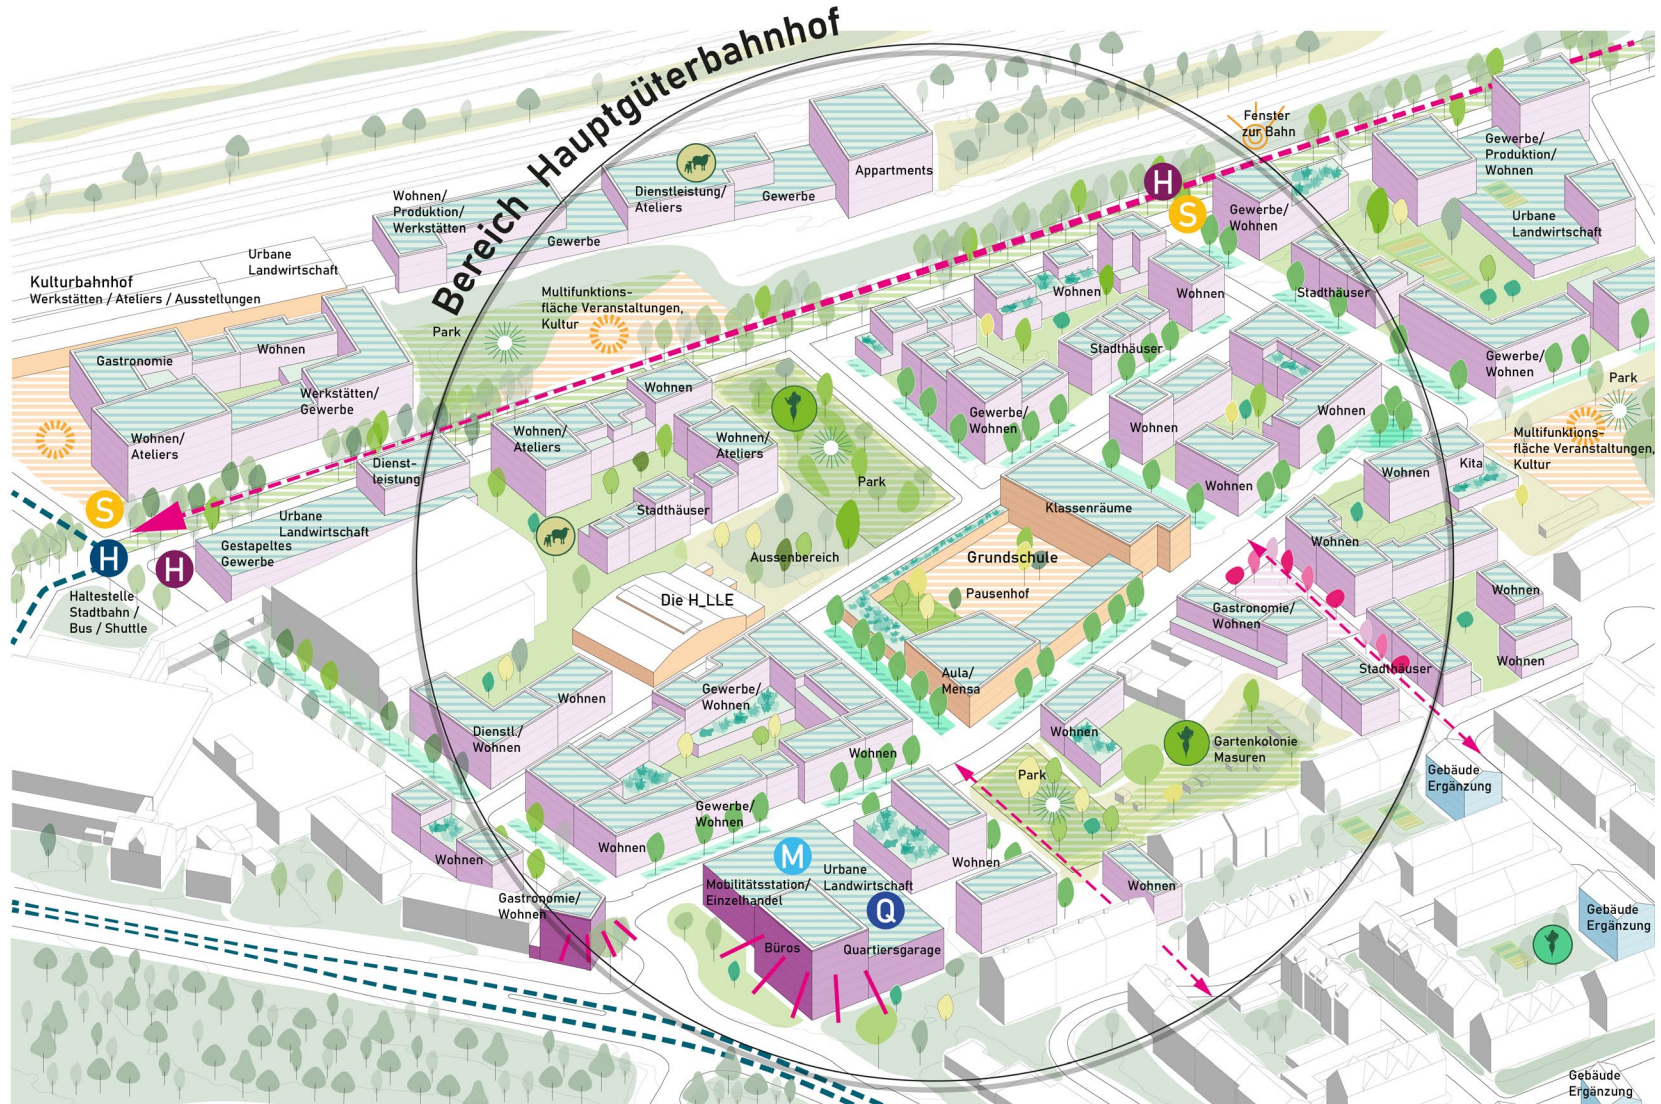 Bereich Hauptgüterbahnhof
Fenster
zur Bahn
Gewerbe/
Produktion/
Wohnen
Appartments
Dienstleistung/
Ateliers
Gewerbe
Wohnen/
Produktion/
Werkstätten
Gewerbe
H
S
Gewerbe/
Wohnen
Urbane
Landwirtschaft
Urbane
Landwirtschaft
Kulturbahnhof
Werkstätten / Ateliers / Ausstellungen
Multifunktions-
fläche Veranstaltungen,
Kultur
Park
Wohnen
Wohnen
Stadthäuser
Stadthäuser
Gastronomie
Wohnen
Werkstätten/
Gewerbe
Wohnen
Gewerbe/
Wohnen
Park
Gewerbe/
Wohnen
Wohnen
Wohnen
Wohnen/
Ateliers
Wohnen/
Ateliers
Wohnen/
Ateliers
Multifunktions-
fläche Veranstaltungen,
Kultur
Dienst-
leistung
Park
Wohnen
Wohnen
Kita
S
Stadthäuser
Klassenräume
Urbane
Landwirtschaft
Gestapeltes
Gewerbe
H
H
Aussenbereich
Grundschule
Wohnen
Haltestelle
Stadtbahn /
Bus / Shuttle
Die H_LLE
Pausenhof
Gastronomie/
Wohnen
Wohnen
Wohnen
Stadthäuser
Aula/
Mensa
Gewerbe/
Wohnen
Wohnen
Dienstl./
Wohnen
Wohnen
Wohnen
Gartenkolonie
Masuren
Park
Gebäude
Ergänzung
Gewerbe/
Wohnen
Wohnen
Wohnen
M
Urbane
Landwirtschaft
Mobilitätsstation/
Einzelhandel
Wohnen
Wohnen
Gastronomie/
Wohnen
Q
Büros
Quartiersgarage
Gebäude
Ergänzung
Gebäude
Ergänzung